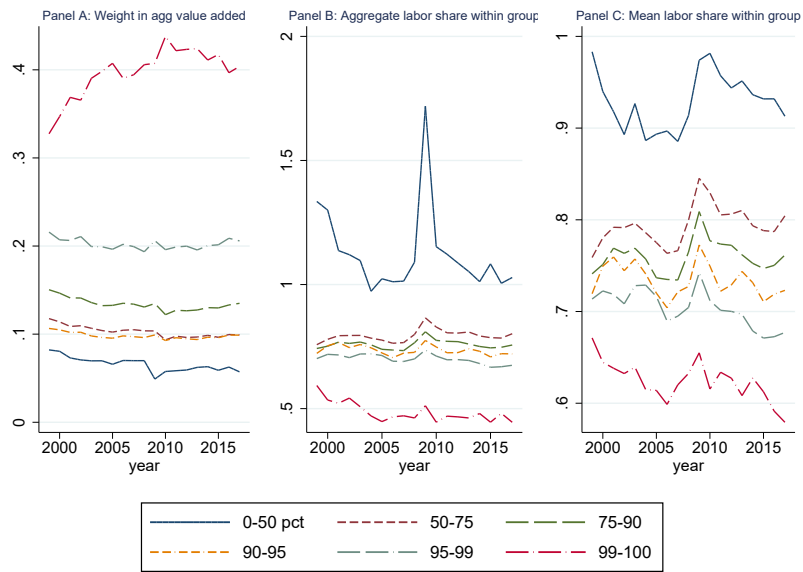 Panel A: Weight in agg value added
Panel B: Aggregate labor share within group
Panel C: Mean labor share within group
.4
.3
.2
.1
0
2
1.5
1
.5
1
.9
.8
.7
.6
2000 2005 2010 2015
year
2000 2005 2010 2015
year
2000 2005 2010 2015
year
0-50 pct 50-75 75-90
90-95 95-99 99-100